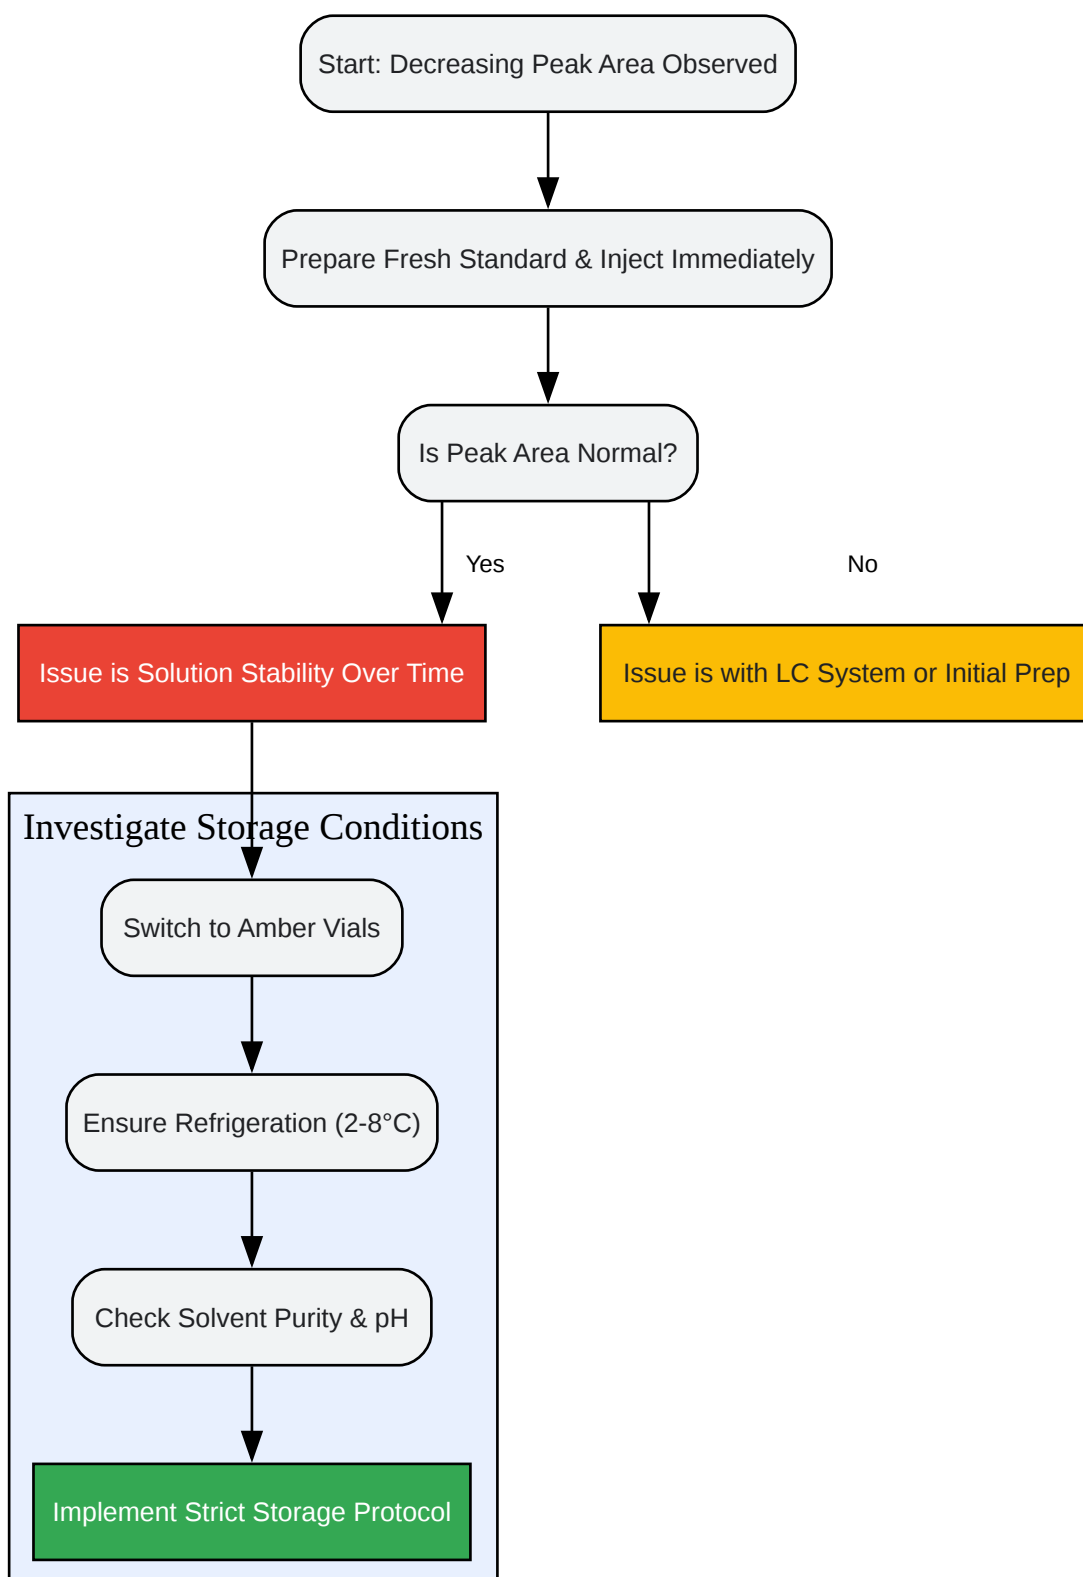 Start: Decreasing Peak Area Observed
Prepare Fresh Standard & Inject Immediately
Is Peak Area Normal?
Yes
No
Issue is Solution Stability Over Time
Issue is with LC System or Initial Prep
Investigate Storage Conditions
Switch to Amber Vials
Ensure Refrigeration (2-8°C)
Check Solvent Purity & pH
Implement Strict Storage Protocol